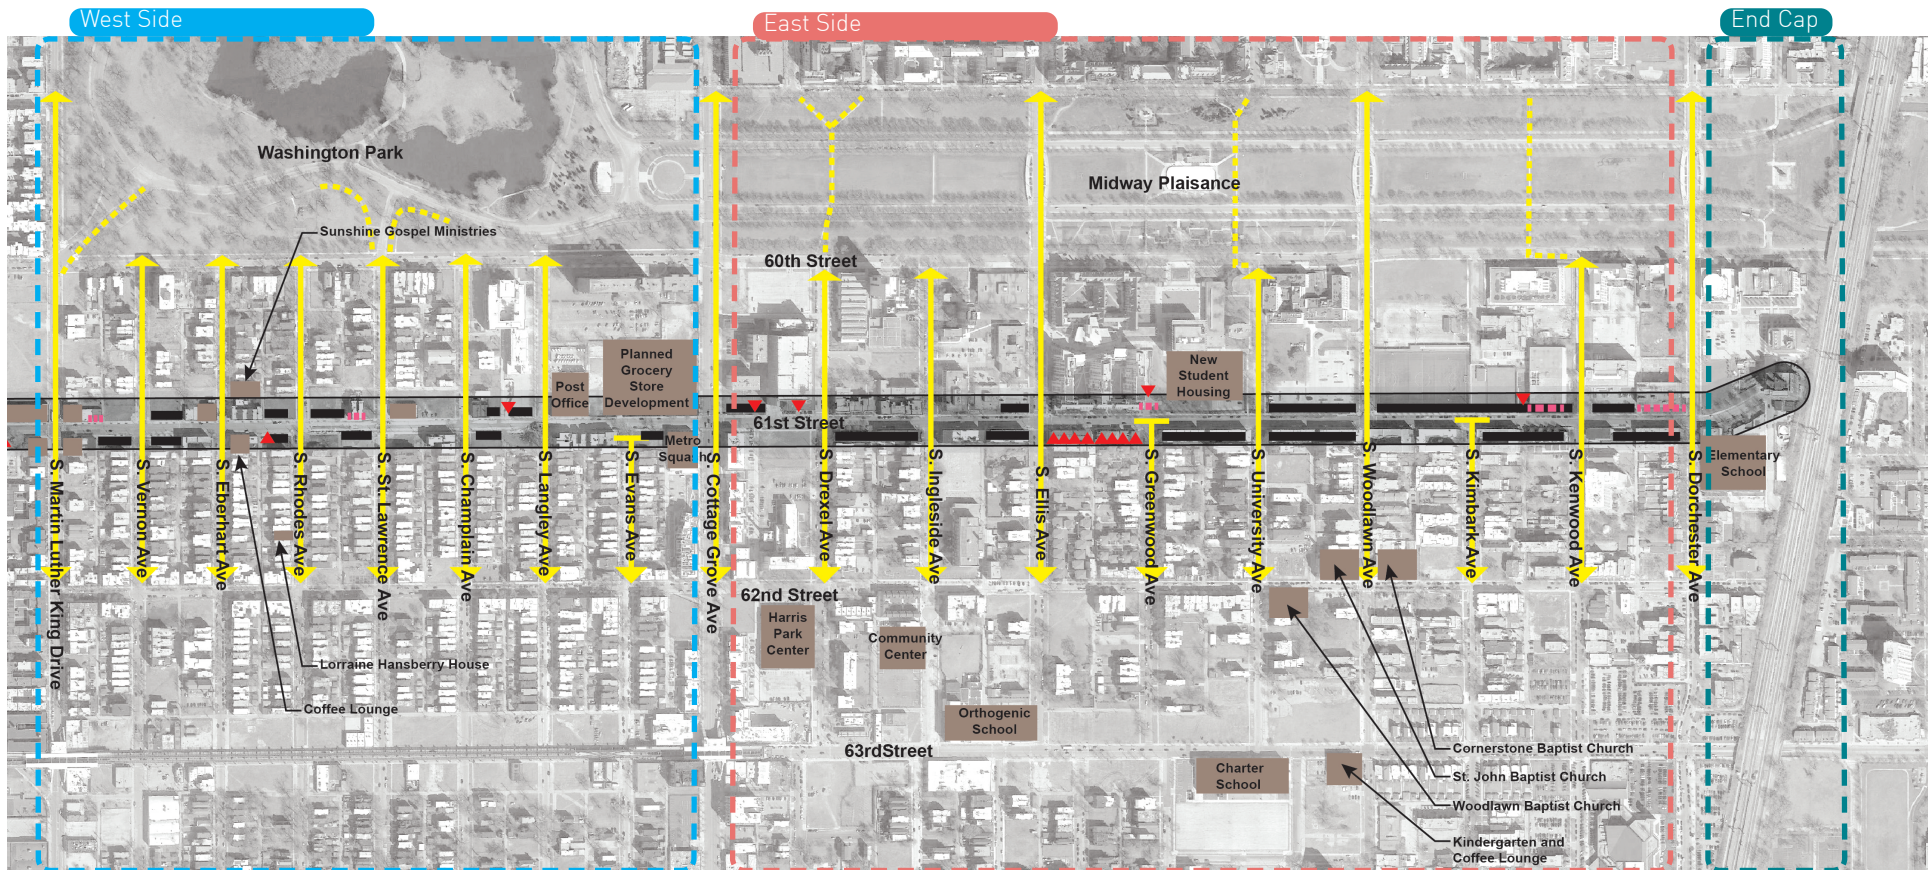 West Side
East Side
End Cap
Washington Park
Midway Plaisance
Sunshine Gospel Ministries
60th Street
Planned
Grocery
Store
Development
Post
Office
New
Student
Housing
61st Street
Metro
Squash
Elementary
School
S. Martin Luther King Drive
S. Vernon Ave
S. Eberhart Ave
S. Rhodes Ave
S. St. Lawrence Ave
S. Champlain Ave
S. Langley Ave
S. Evans Ave
S. Cottage Grove Ave
S. Drexel Ave
S. Ingleside Ave
S. Ellis Ave
S. Greenwood Ave
S. University Ave
S. Woodlawn Ave
S. Kimbark Ave
S. Kenwood Ave
S. Dorchester Ave
62nd Street
Harris
Park
Center
Community
Center
Lorraine Hansberry House
Coffee Lounge
Orthogenic
School
63rdStreet
Charter
School
Cornerstone Baptist Church
St. John Baptist Church
Woodlawn Baptist Church
Kindergarten and
Coffee Lounge